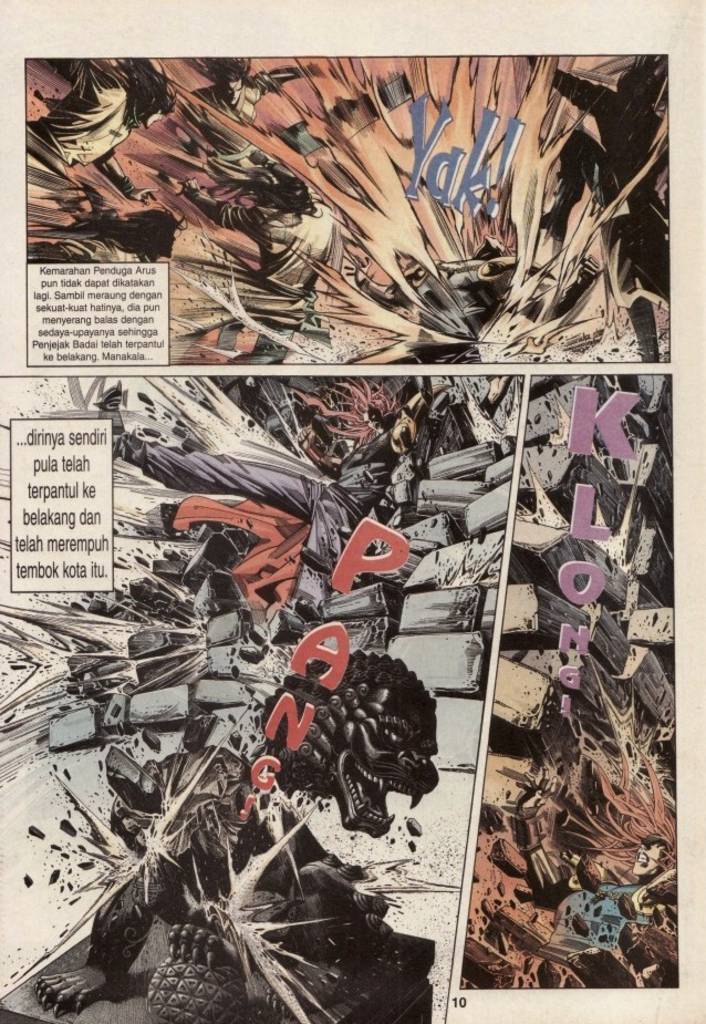 Yak!
Kemarahan Penduga Arus
pun tidak dapat dikatakan
lagi. Sambil meraung dengan
sekuat-kuat hatinya, dia pun
menyerang balas dengan
sedaya-upayanya sehingga
Penjejak Badai telah terpantul
ke belakang. Manakala...
...dirinya sendiri
pula telah
terpantul ke
belakang dan
telah merempuh
tembok kota itu.
PANG!
KLONG!
10